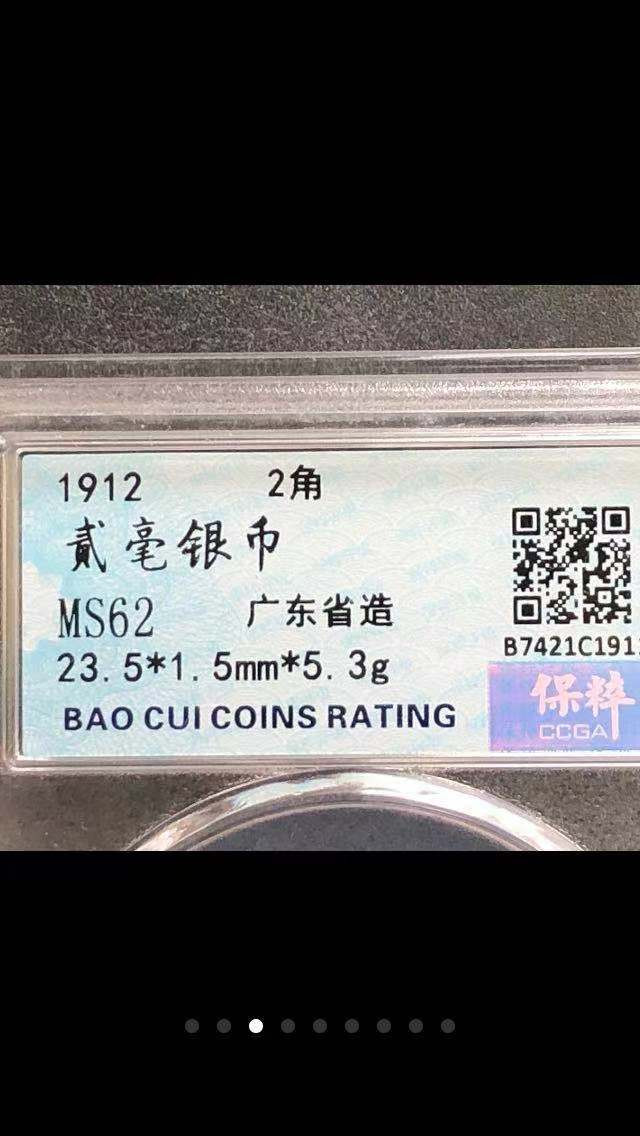 1912 2角
贰毫银币
MS62 广东省造
23.5*1.5mm*5.3g
BAO CUI COINS RATING
B7421C191
保粹
CCGA